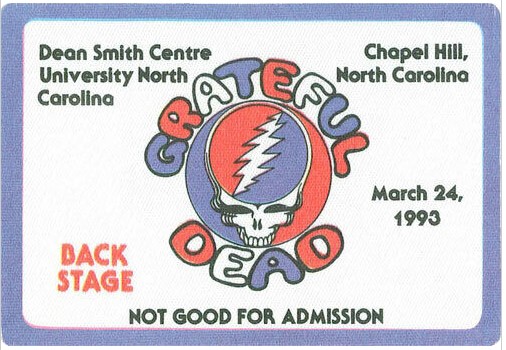 Dean Smith Centre
University North
Carolina
Chapel Hill,
North Carolina
GRATEFUL
DEAD
March 24,
1993
BACK
STAGE
NOT GOOD FOR ADMISSION